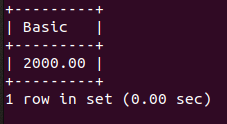 +---------+
| Basic   |
+---------+
| 2000.00 |
+---------+
1 row in set (0.00 sec)